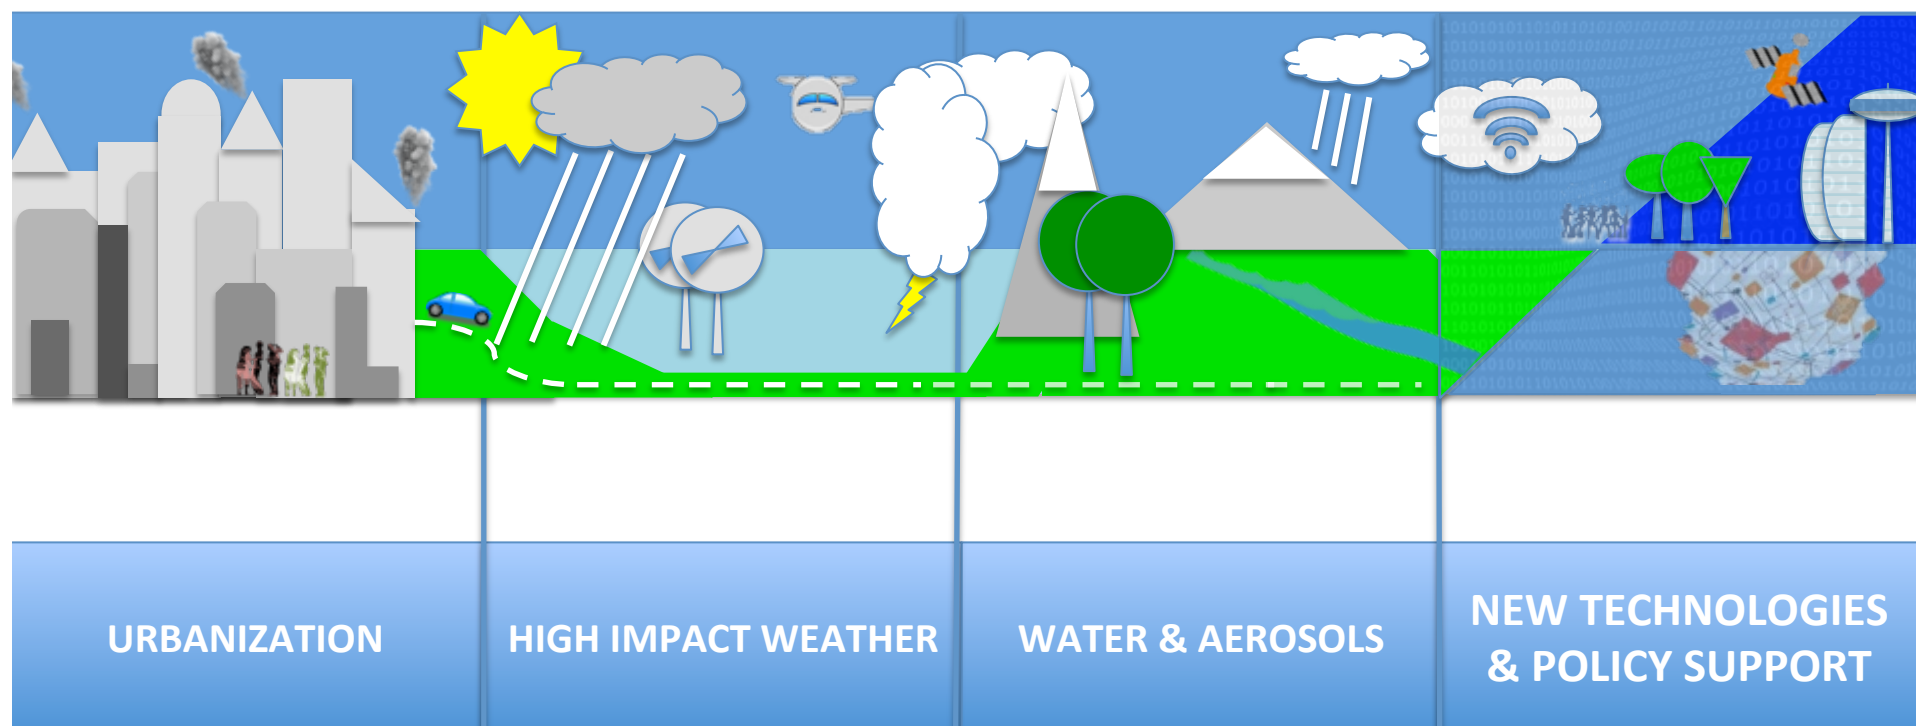 URBANIZATION
HIGH IMPACT WEATHER
WATER & AEROSOLS
NEW TECHNOLOGIES
& POLICY SUPPORT